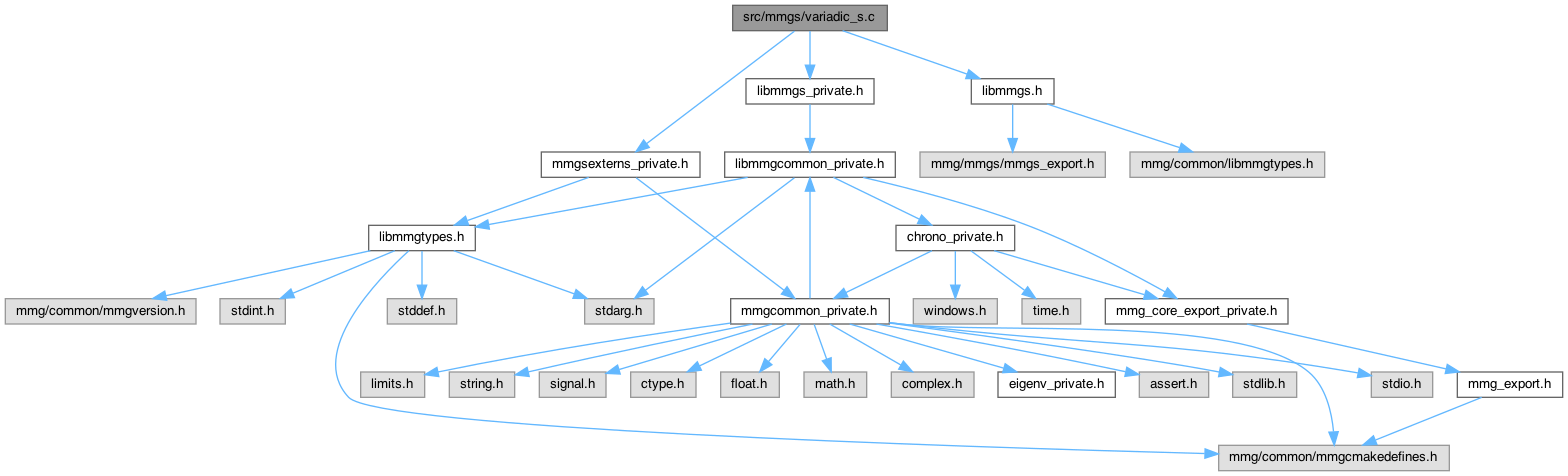 src/mmgs/variadic_s.c
libmmgs_private.h
libmmgs.h
mmgsexterns_private.h
libmmgcommon_private.h
mmg/mmgs/mmgs_export.h
mmg/common/libmmgtypes.h
libmmgtypes.h
chrono_private.h
mmg/common/mmgversion.h
stdint.h
stddef.h
stdarg.h
mmgcommon_private.h
windows.h
time.h
mmg_core_export_private.h
limits.h
string.h
signal.h
ctype.h
float.h
math.h
complex.h
eigenv_private.h
assert.h
stdlib.h
stdio.h
mmg_export.h
mmg/common/mmgcmakedefines.h